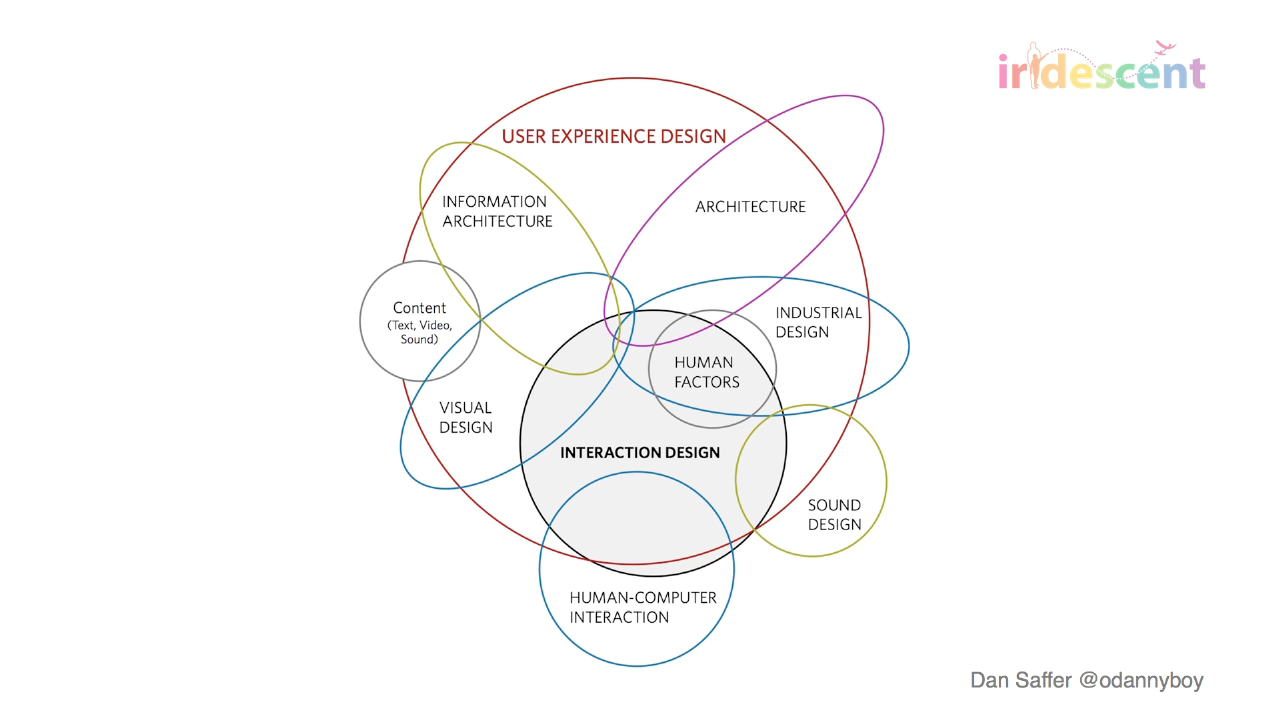 iridescent
USER EXPERIENCE DESIGN
INFORMATION
ARCHITECTURE
ARCHITECTURE
Content
(Text, Video,
Sound)
INDUSTRIAL
DESIGN
HUMAN
FACTORS
VISUAL
DESIGN
INTERACTION DESIGN
SOUND
DESIGN
HUMAN-COMPUTER
INTERACTION
Dan Saffer @odannyboy